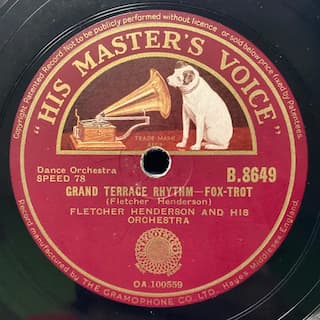 Copyright. Patented Record. Not to be publicly performed without licence or sold below price fixed by Patentees.
"HIS MASTER'S VOICE"
TRADE MARK
Dance Orchestra
SPEED 78
B.8649
GRAND TERRACE RHYTHM—FOX-TROT
(Fletcher Henderson)
FLETCHER HENDERSON AND HIS
ORCHESTRA
OA.100559
Record manufactured by THE GRAMOPHONE CO. LTD., Hayes, Middlesex, England.